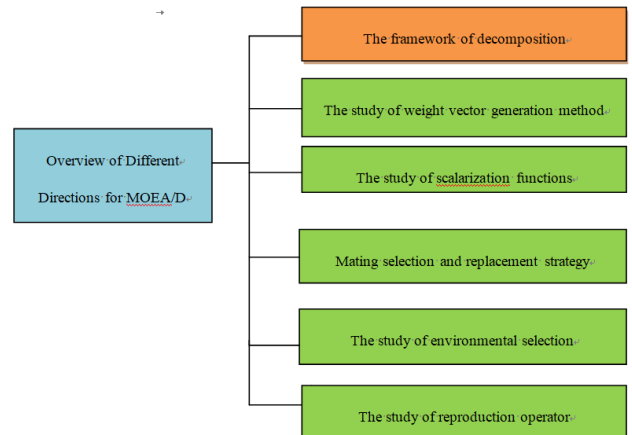 The framework of decomposition
The study of weight vector generation method
Overview of Different
Directions for MOEA/D
The study of scalarization functions
Mating selection and replacement strategy
The study of environmental selection
The study of reproduction operator